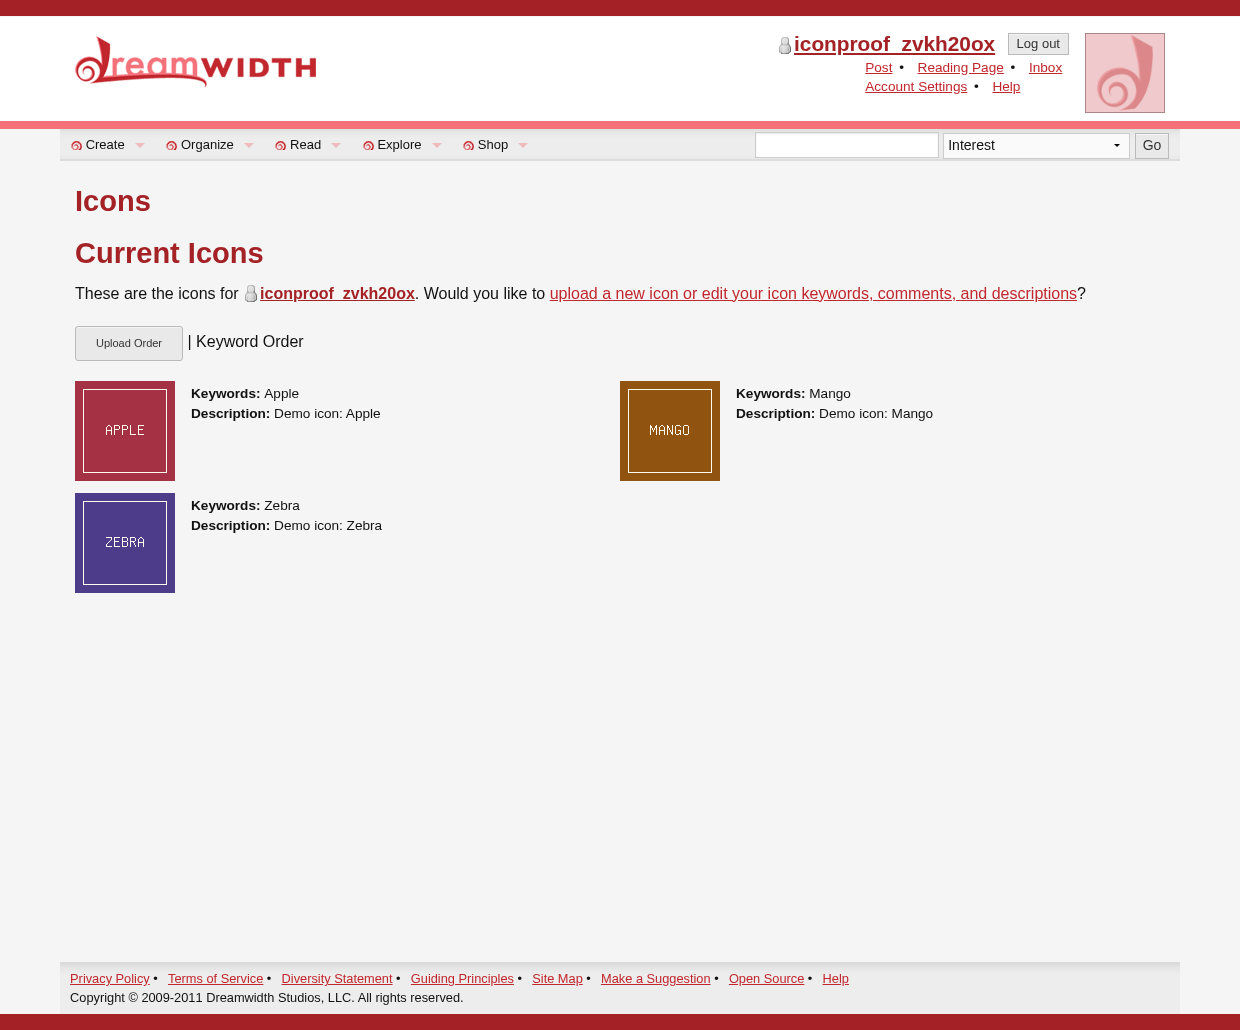 dreamWIDTH
iconproof_zvkh20ox Log out
Post • Reading Page • Inbox
Account Settings • Help
Create Organize Read Explore Shop Interest Go
Icons
Current Icons
These are the icons for iconproof_zvkh20ox. Would you like to upload a new icon or edit your icon keywords, comments, and descriptions?
Upload Order | Keyword Order
APPLE
Keywords: Apple
Description: Demo icon: Apple
MANGO
Keywords: Mango
Description: Demo icon: Mango
ZEBRA
Keywords: Zebra
Description: Demo icon: Zebra
Privacy Policy • Terms of Service • Diversity Statement • Guiding Principles • Site Map • Make a Suggestion • Open Source • Help
Copyright © 2009-2011 Dreamwidth Studios, LLC. All rights reserved.